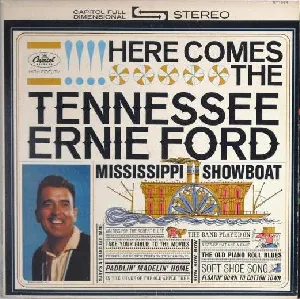 CAPITOL FULL DIMENSIONAL STEREO
HERE COMES
THE
Capitol
TENNESSEE
ERNIE FORD
MISSISSIPPI SHOWBOAT
THE BAND PLAYED ON
TAKE YOUR GIRLIE TO THE MOVIES
THE OLD PIANO ROLL BLUES
PADDLIN' MADELIN' HOME
SOFT SHOE SONG
FLOATIN' DOWN TO COTTON TOWN